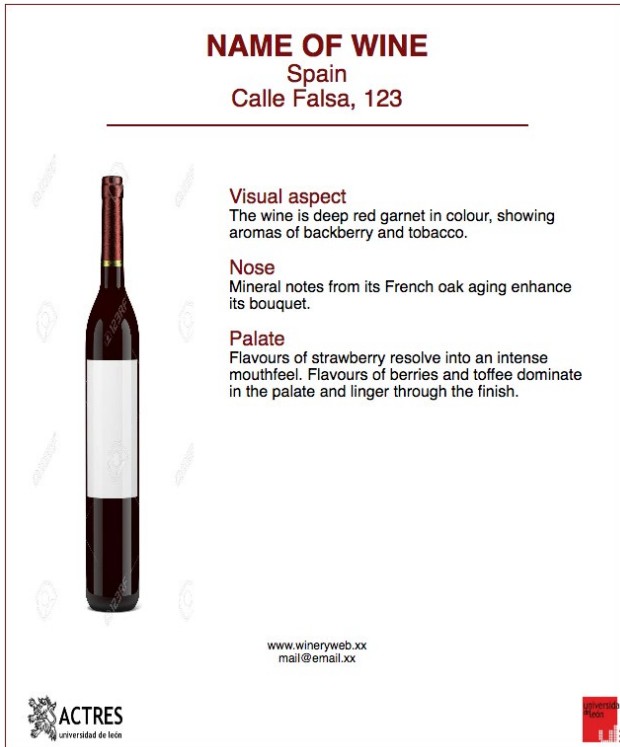 NAME OF WINE
Spain
Calle Falsa, 123
Visual aspect
The wine is deep red garnet in colour, showing
aromas of backberry and tobacco.
Nose
Mineral notes from its French oak aging enhance
its bouquet.
Palate
Flavours of strawberry resolve into an intense
mouthfeel. Flavours of berries and toffee dominate
in the palate and linger through the finish.
www.wineryweb.xx
mail@email.xx
ACTRES
universidad de león
universida
de león